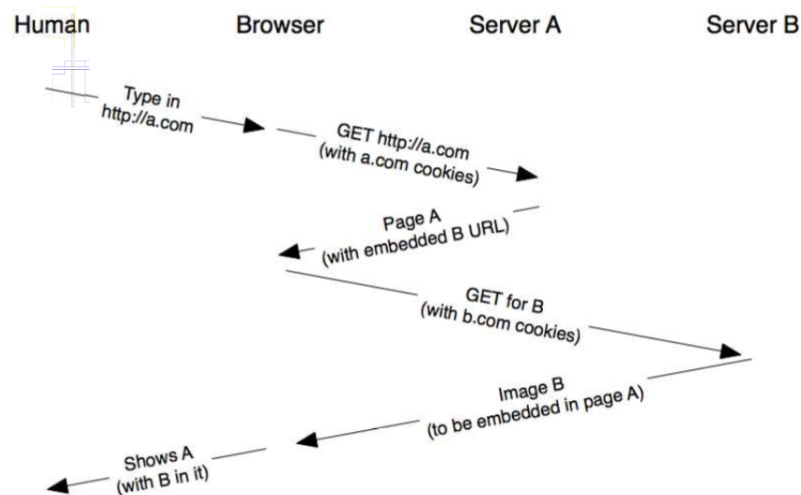 Human Browser Server A Server B
Type in
http://a.com
GET http://a.com
(with a.com cookies)
Page A
(with embedded B URL)
GET for B
(with b.com cookies)
Image B
(to be embedded in page A)
Shows A
(with B in it)